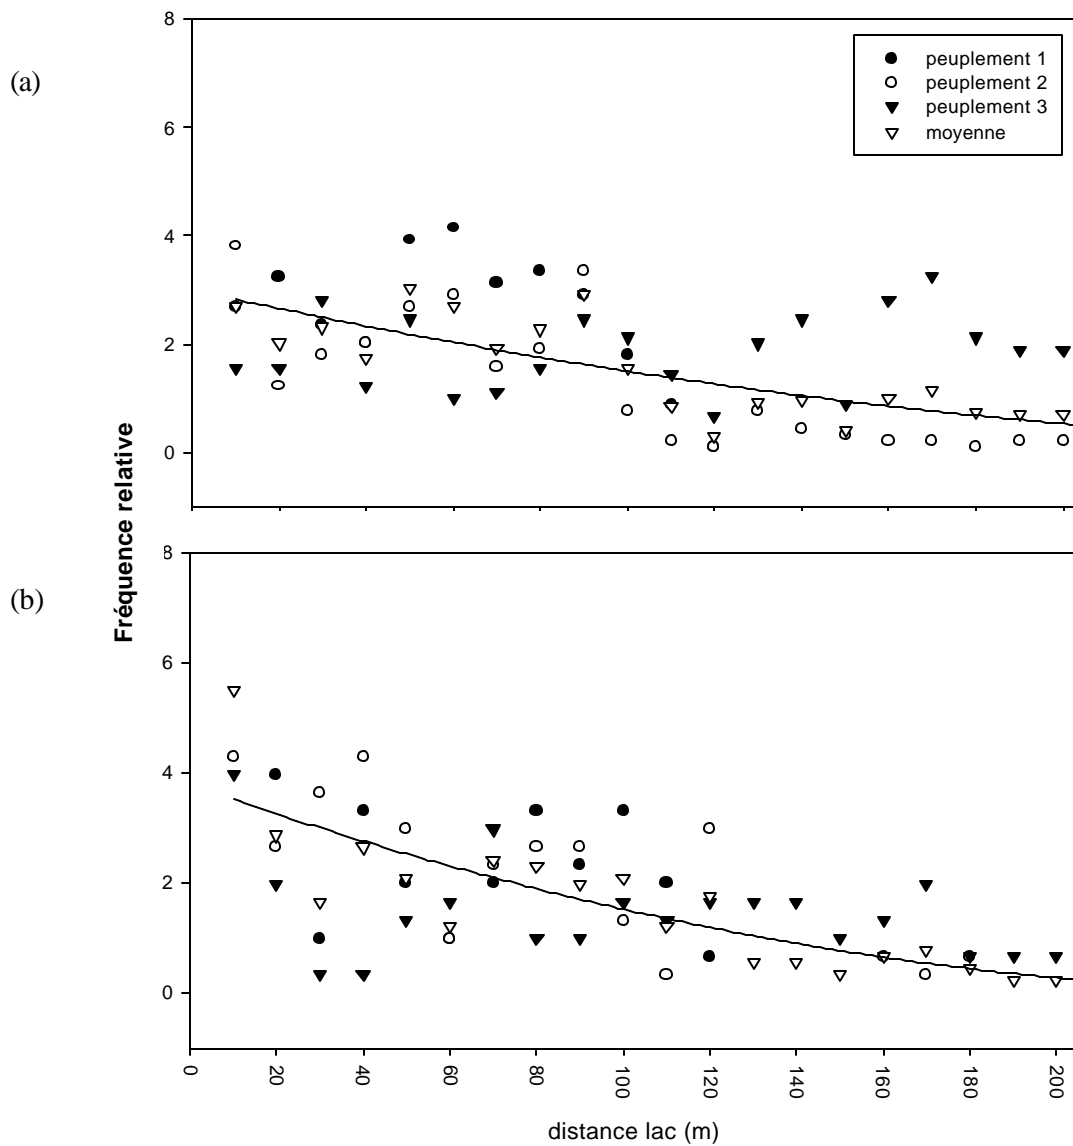 (a)
8
6
4
2
0
peuplement 1
peuplement 2
peuplement 3
moyenne
Fréquence relative
(b)
8
6
4
2
0
0 20 40 60 80 100 120 140 160 180 200
distance lac (m)